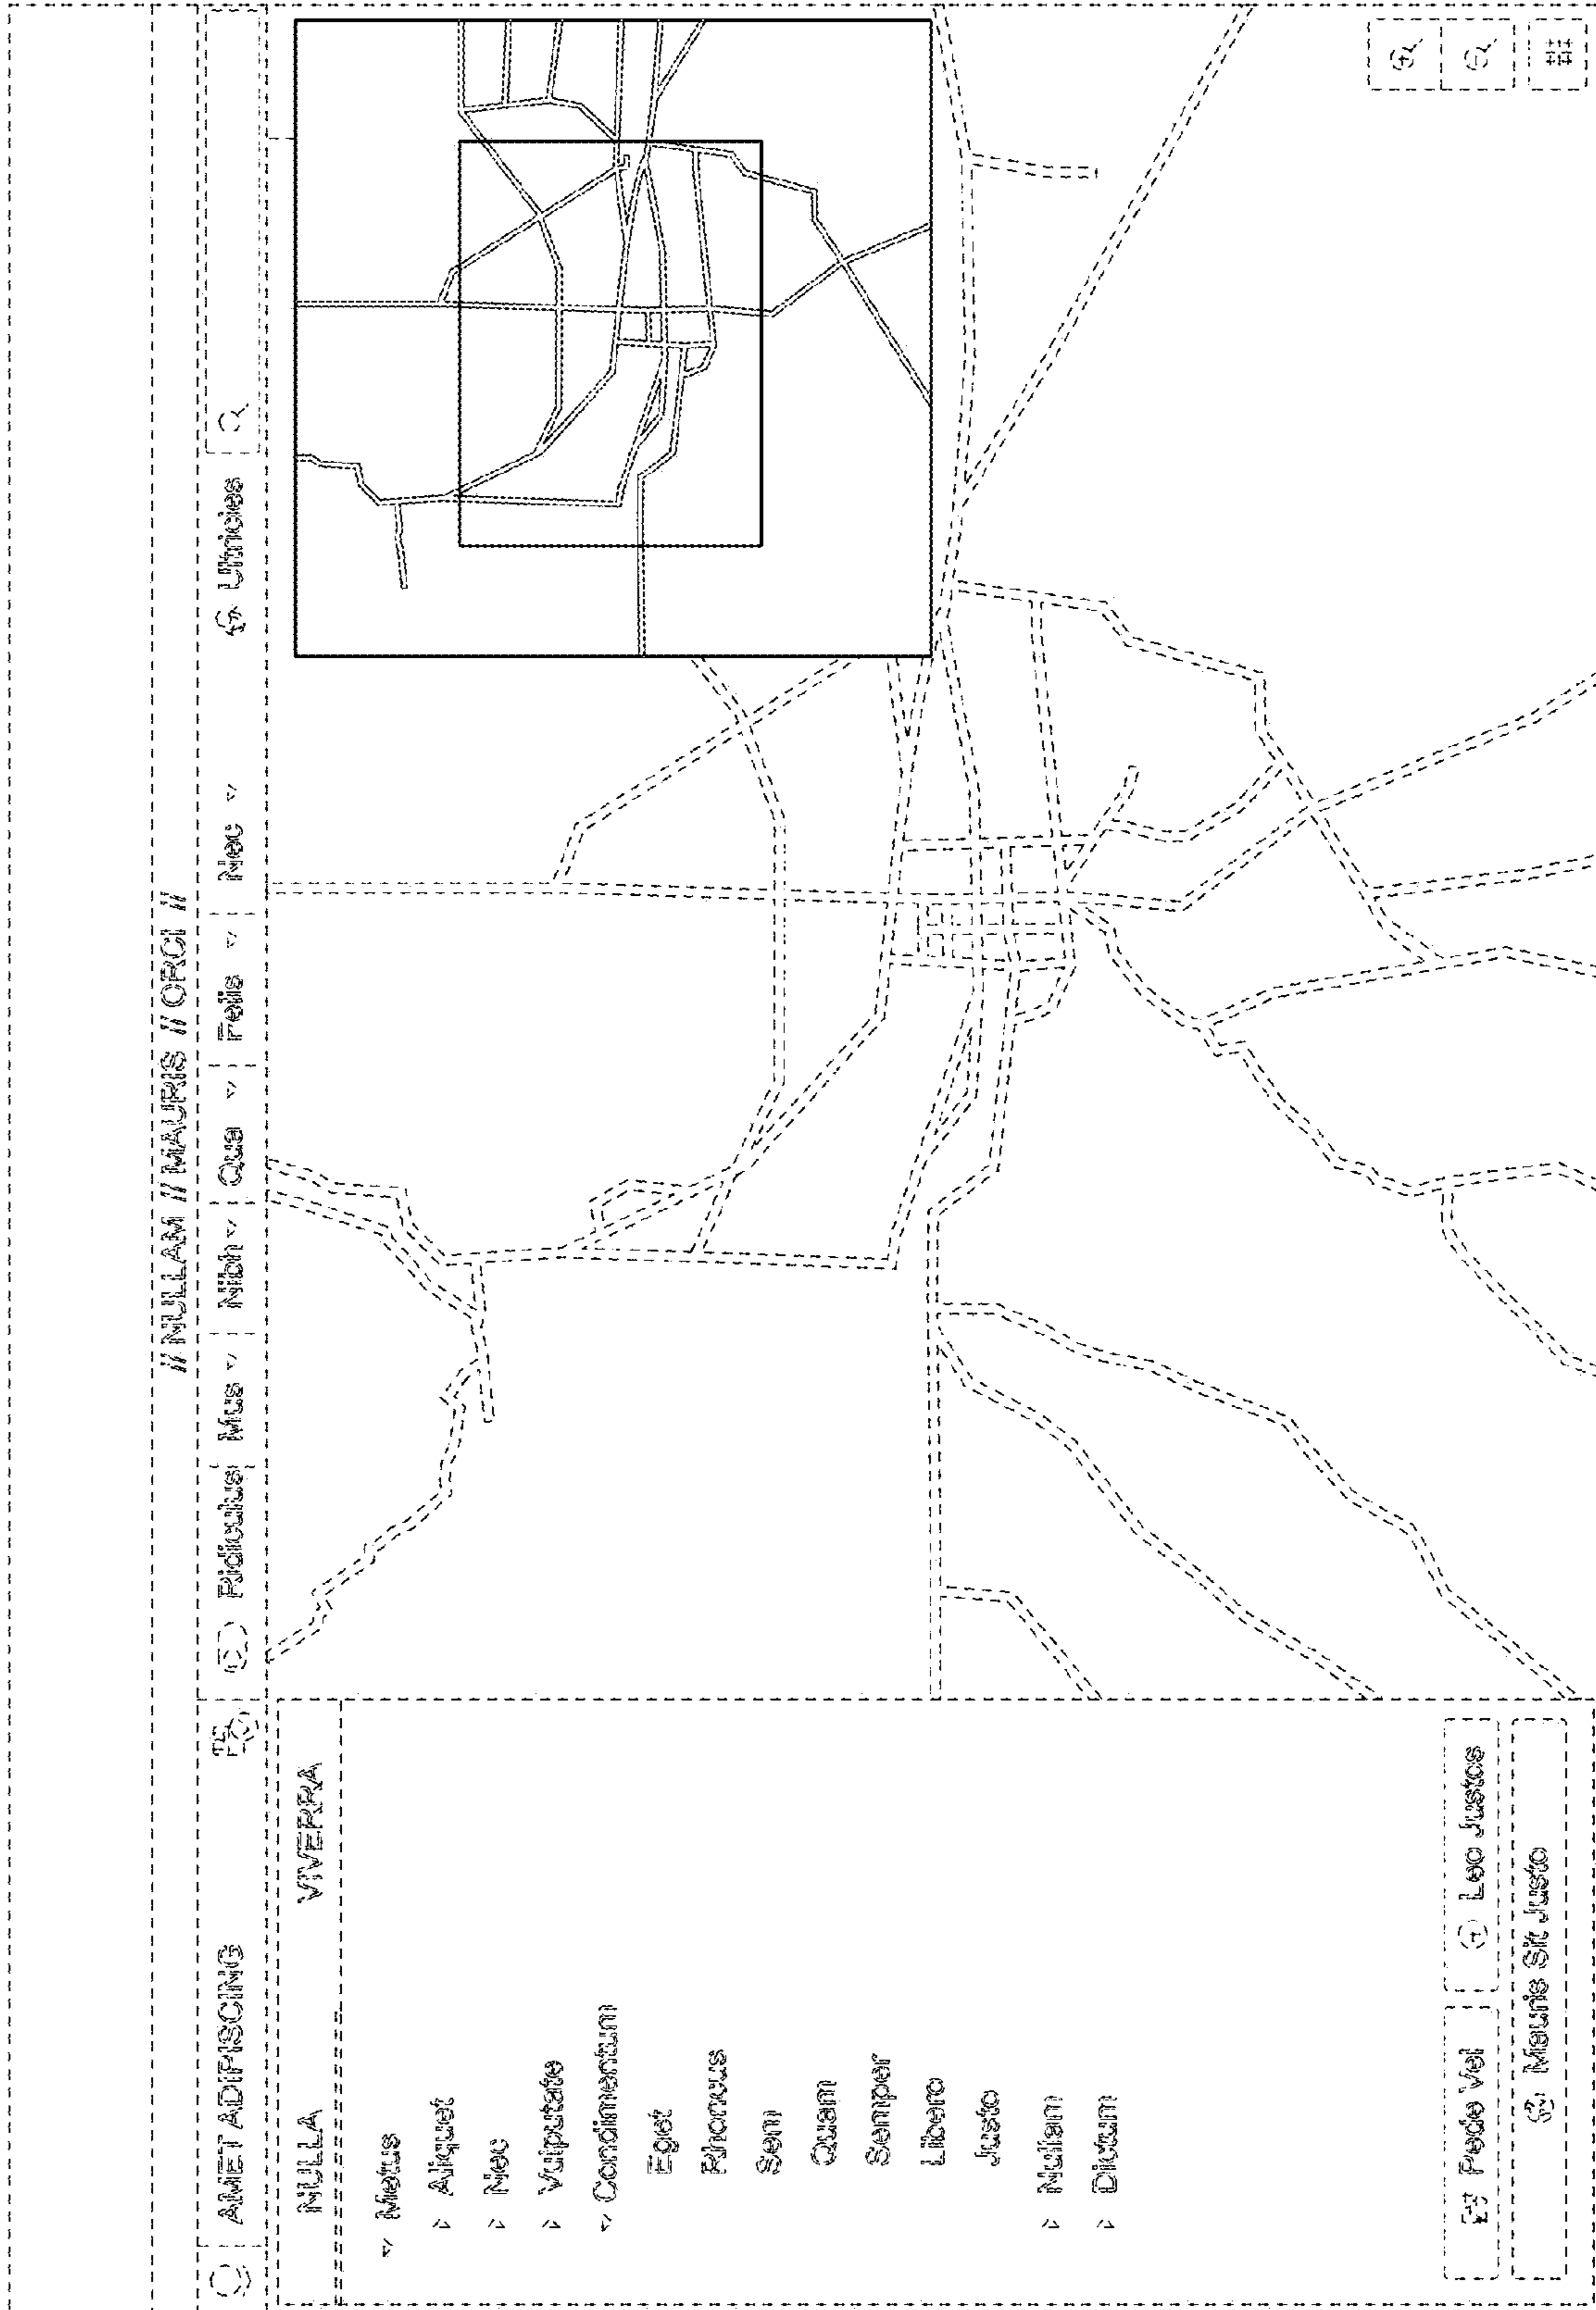 // NULLAM // MAURIS // ORCI //
AMET ADIPISCING Ridiculus Mus Nibh Qua Felis Nec Ultricies
NULLA VIVERRA
Metus
Aliquet
Nec
Vulputate
Condimentum
Eget
Rhoncus
Sem
Quam
Semper
Libero
Justo
Nullam
Dictum
Pede Vel Leo Justos
Mauris Sit Justo